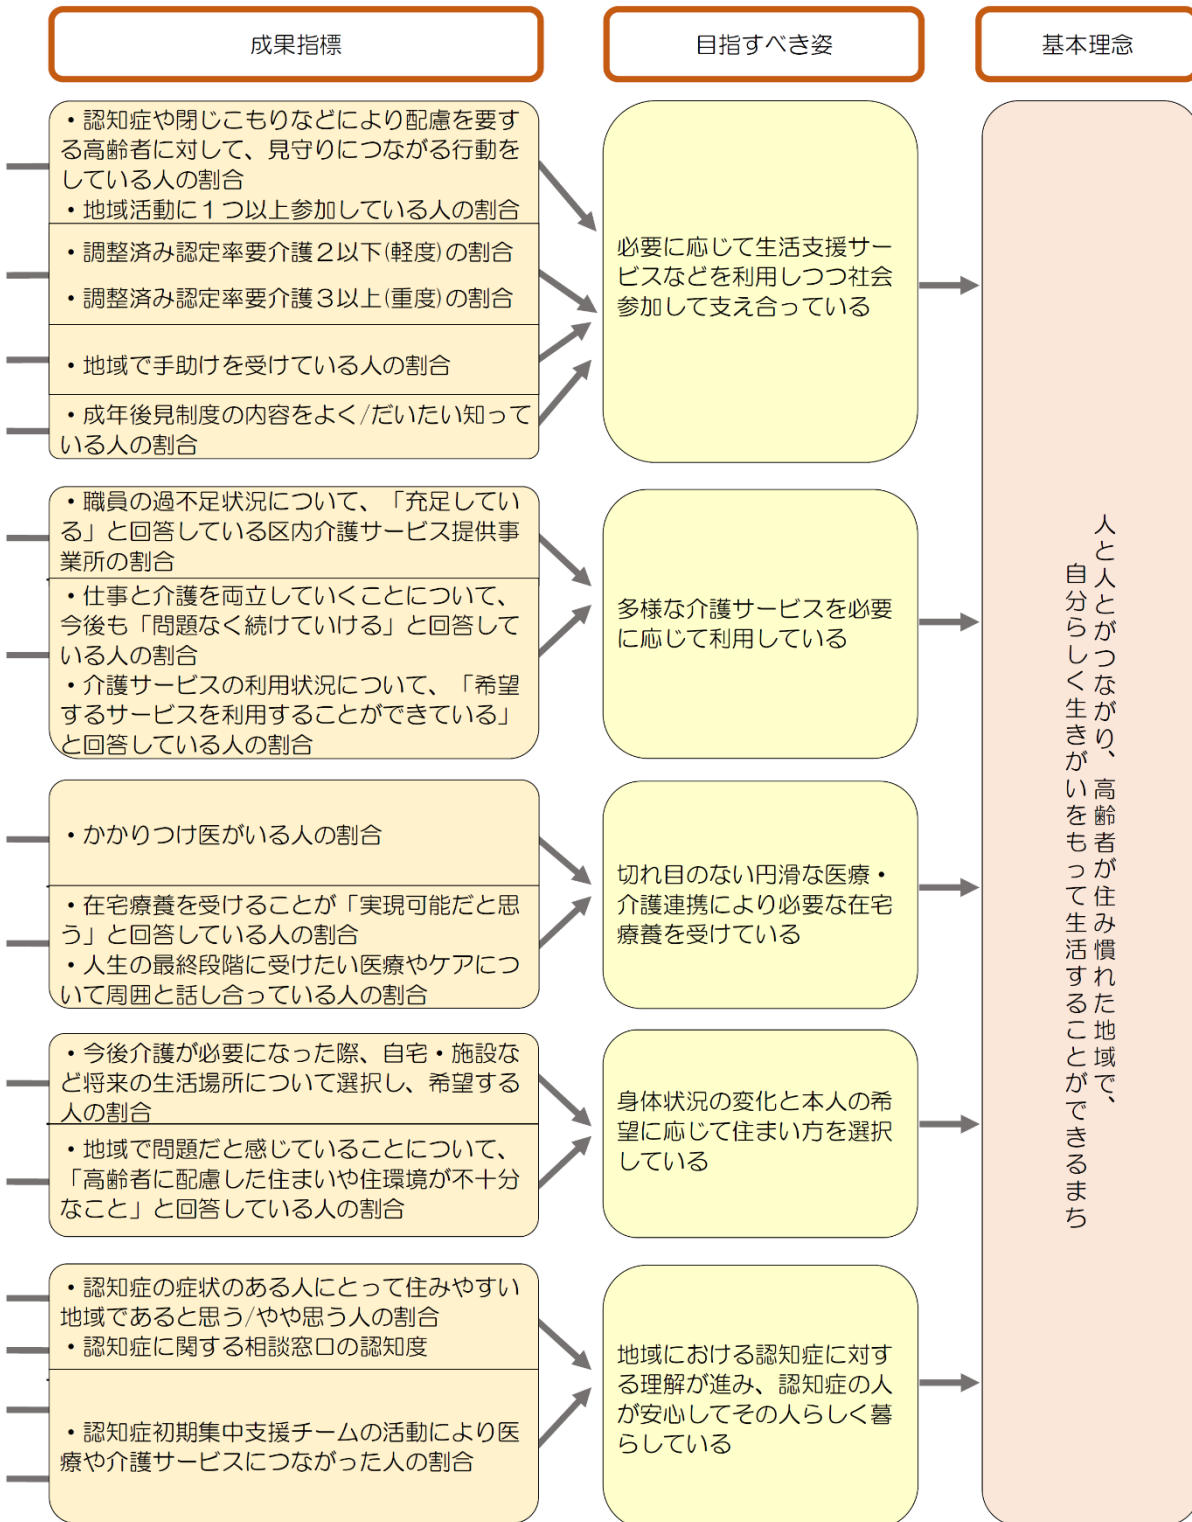 成果指標
目指すべき姿
基本理念
・認知症や閉じこもりなどにより配慮を要す
る高齢者に対して、見守りにつながる行動を
している人の割合
・地域活動に１つ以上参加している人の割合
・調整済み認定率要介護２以下(軽度)の割合
・調整済み認定率要介護３以上(重度)の割合
・地域で手助けを受けている人の割合
・成年後見制度の内容をよく/だいたい知って
いる人の割合
必要に応じて生活支援サー
ビスなどを利用しつつ社会
参加して支え合っている
・職員の過不足状況について、「充足してい
る」と回答している区内介護サービス提供事
業所の割合
・仕事と介護を両立していくことについて、
今後も「問題なく続けていける」と回答して
いる人の割合
・介護サービスの利用状況について、「希望
するサービスを利用することができている」
と回答している人の割合
多様な介護サービスを必要
に応じて利用している
・かかりつけ医がいる人の割合
・在宅療養を受けることが「実現可能だと思
う」と回答している人の割合
・人生の最終段階に受けたい医療やケアにつ
いて周囲と話し合っている人の割合
切れ目のない円滑な医療・
介護連携により必要な在宅
療養を受けている
・今後介護が必要になった際、自宅・施設な
ど将来の生活場所について選択し、希望する
人の割合
・地域で問題だと感じていることについて、
「高齢者に配慮した住まいや住環境が不十分
なこと」と回答している人の割合
身体状況の変化と本人の希
望に応じて住まい方を選択
している
・認知症の症状のある人にとって住みやすい
地域であると思う/やや思う人の割合
・認知症に関する相談窓口の認知度
・認知症初期集中支援チームの活動により医
療や介護サービスにつながった人の割合
地域における認知症に対す
る理解が進み、認知症の人
が安心してその人らしく暮
らしている
人と人とがつながり、高齢者が住み慣れた地域で、
自分らしく生きがいをもって生活することができるまち